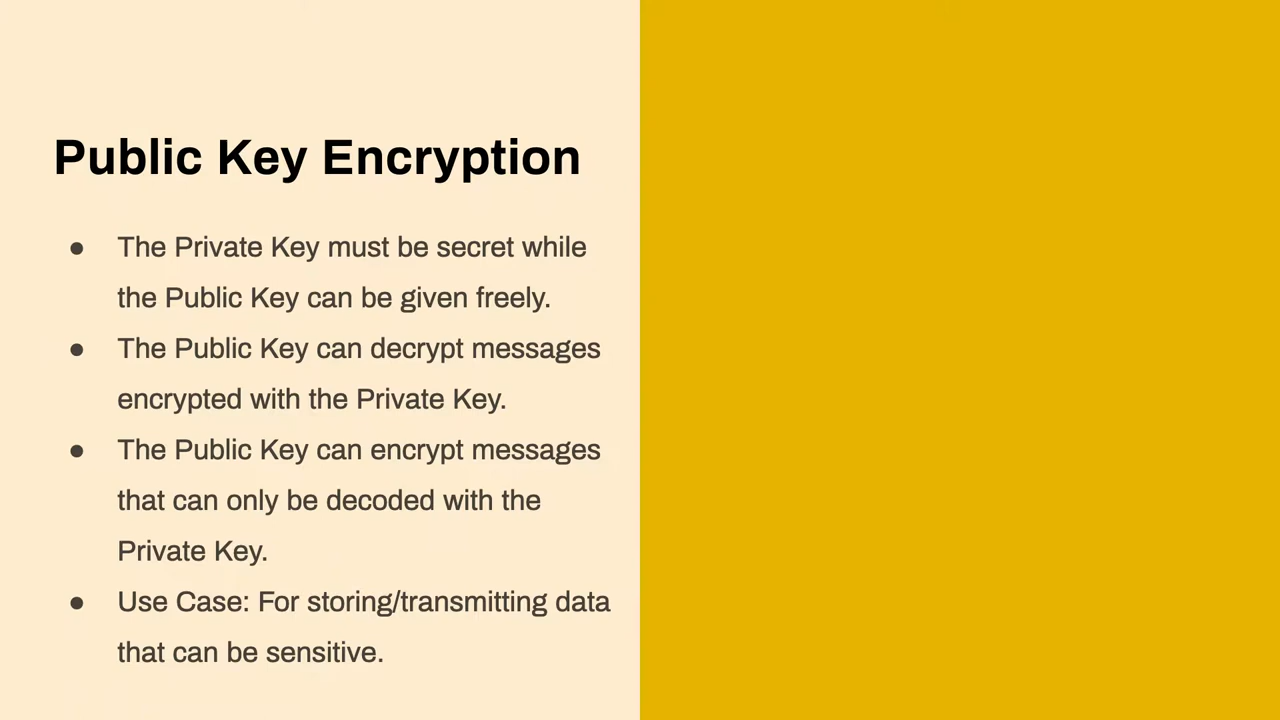 Public Key Encryption
● The Private Key must be secret while
the Public Key can be given freely.
● The Public Key can decrypt messages
encrypted with the Private Key.
● The Public Key can encrypt messages
that can only be decoded with the
Private Key.
● Use Case: For storing/transmitting data
that can be sensitive.